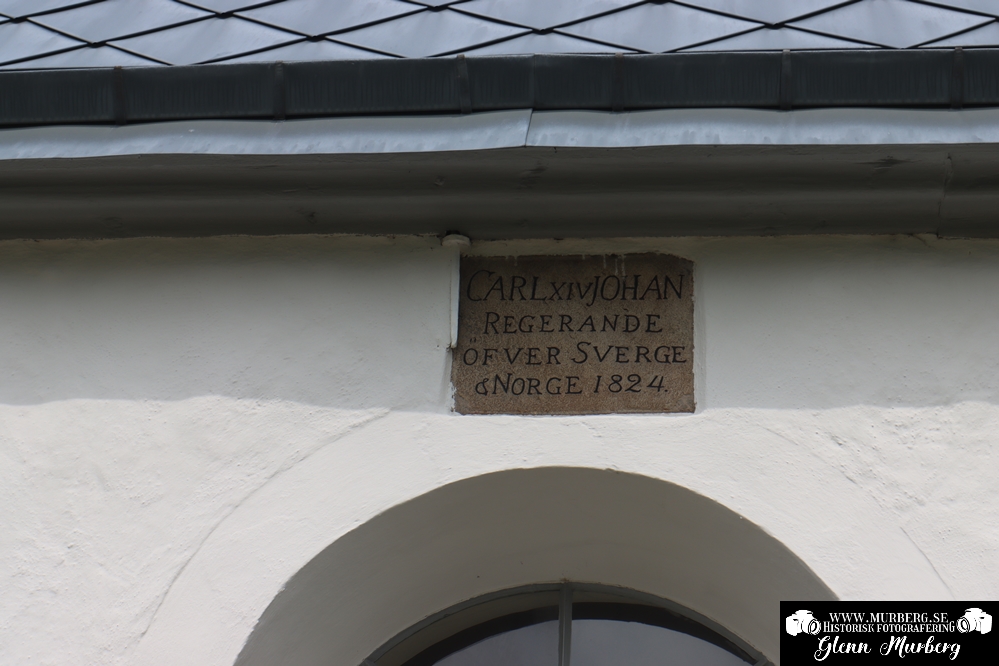 CARL XIV JOHAN
REGERANDE
ÖFVER SVERGE
& NORGE 1824.
WWW.MURBERG.SE
HISTORISK FOTOGRAFERING
Glenn Murberg